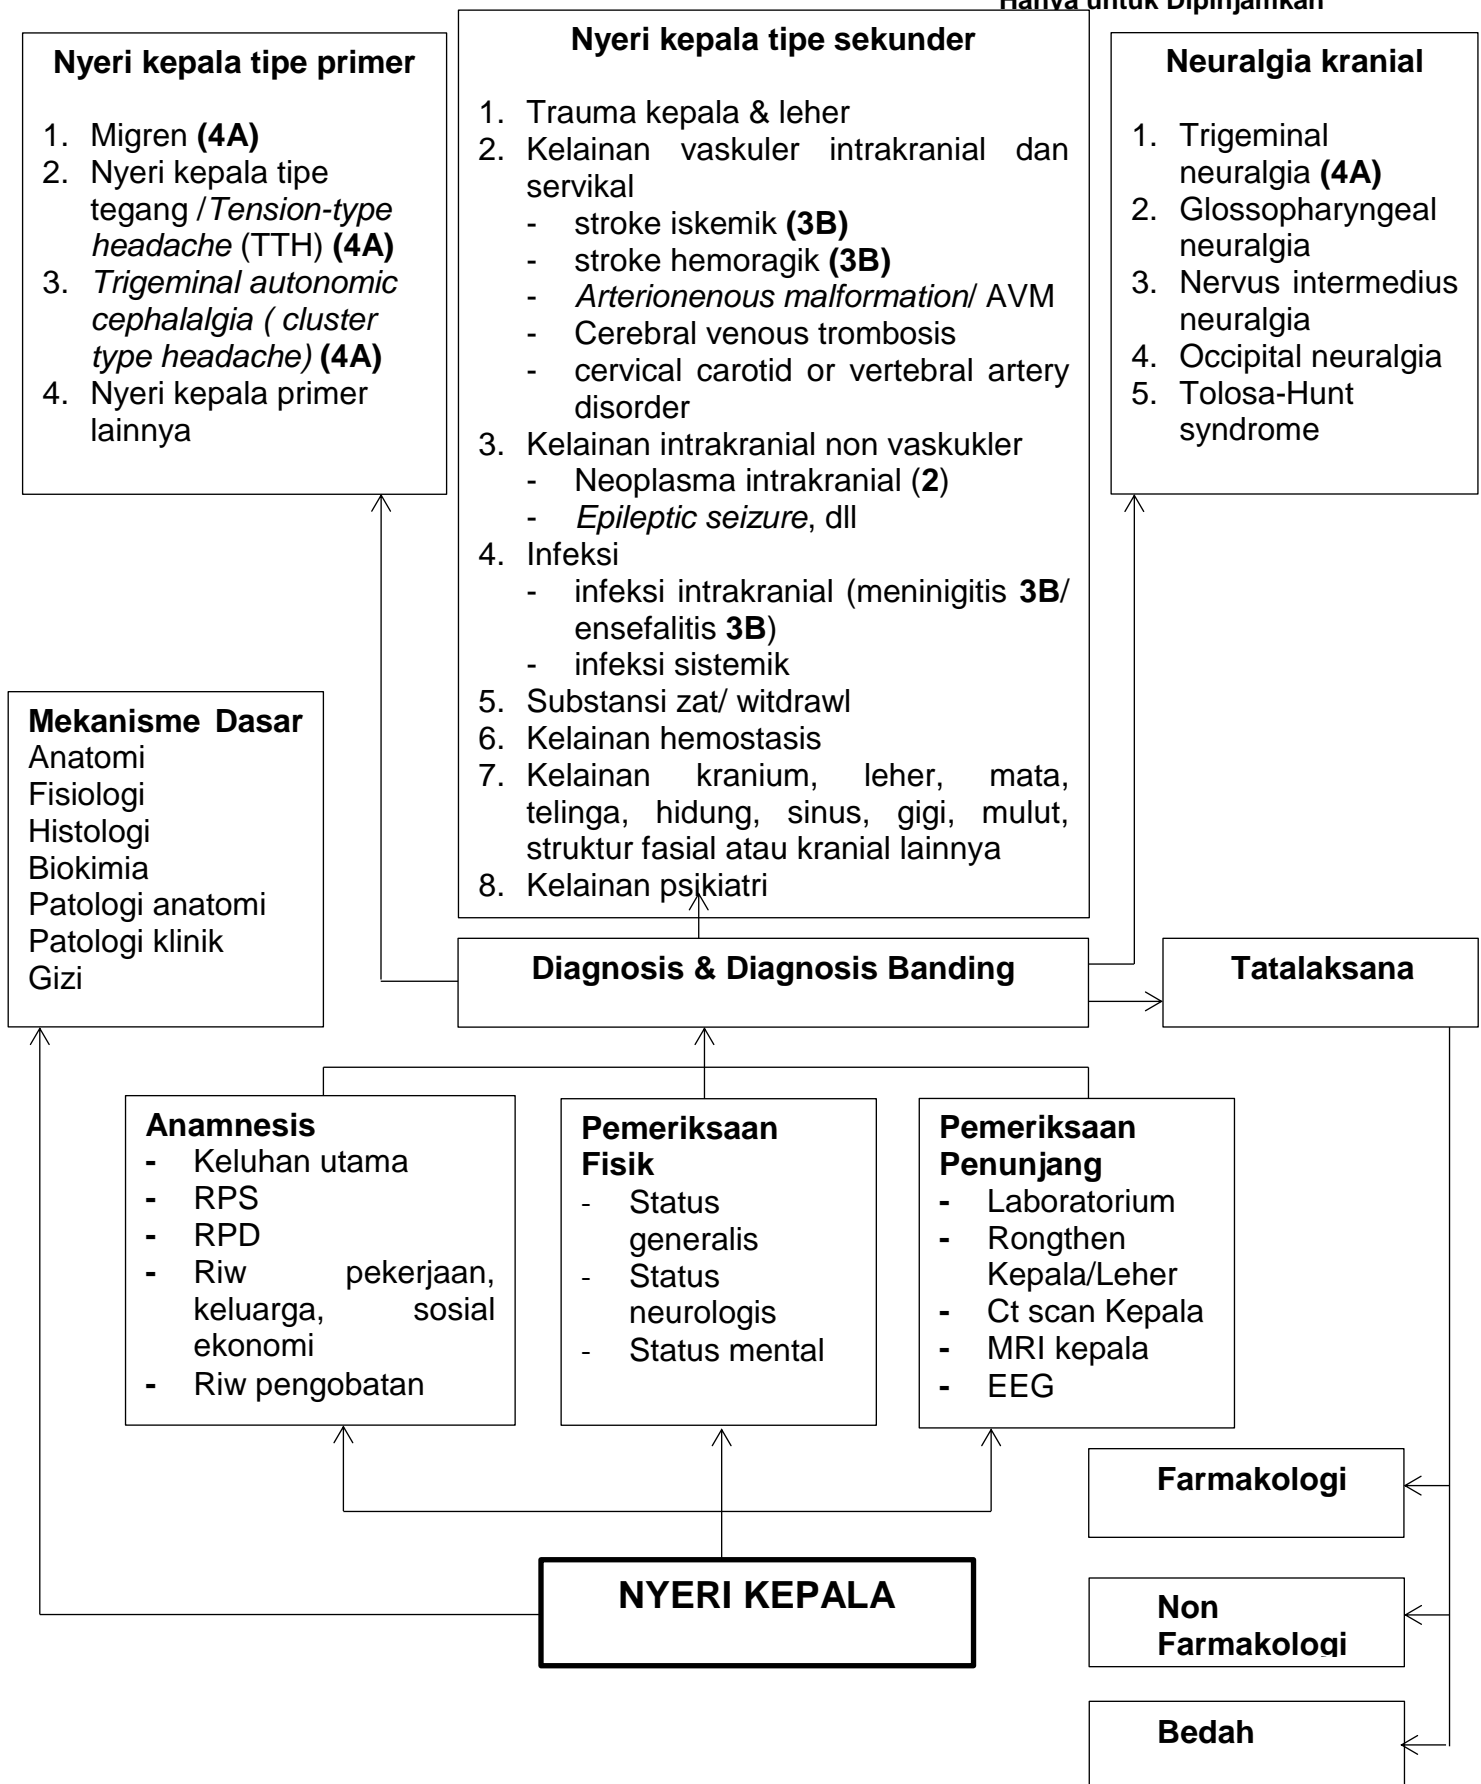 Hanya untuk Dipinjamkan
Nyeri kepala tipe primer
1. Migren (4A)
2. Nyeri kepala tipe
tegang /Tension-type
headache (TTH) (4A)
3. Trigeminal autonomic
cephalalgia ( cluster
type headache) (4A)
4. Nyeri kepala primer
lainnya
Nyeri kepala tipe sekunder
1. Trauma kepala & leher
2. Kelainan vaskuler intrakranial dan
servikal
- stroke iskemik (3B)
- stroke hemoragik (3B)
- Arterionenous malformation/ AVM
- Cerebral venous trombosis
- cervical carotid or vertebral artery
disorder
3. Kelainan intrakranial non vaskukler
- Neoplasma intrakranial (2)
- Epileptic seizure, dll
4. Infeksi
- infeksi intrakranial (meninigitis 3B/
ensefalitis 3B)
- infeksi sistemik
5. Substansi zat/ witdrawl
6. Kelainan hemostasis
7. Kelainan kranium, leher, mata,
telinga, hidung, sinus, gigi, mulut,
struktur fasial atau kranial lainnya
8. Kelainan psikiatri
Neuralgia kranial
1. Trigeminal
neuralgia (4A)
2. Glossopharyngeal
neuralgia
3. Nervus intermedius
neuralgia
4. Occipital neuralgia
5. Tolosa-Hunt
syndrome
Mekanisme Dasar
Anatomi
Fisiologi
Histologi
Biokimia
Patologi anatomi
Patologi klinik
Gizi
Diagnosis & Diagnosis Banding
Tatalaksana
Anamnesis
- Keluhan utama
- RPS
- RPD
- Riw pekerjaan,
keluarga, sosial
ekonomi
- Riw pengobatan
Pemeriksaan
Fisik
- Status
generalis
- Status
neurologis
- Status mental
Pemeriksaan
Penunjang
- Laboratorium
- Rongthen
Kepala/Leher
- Ct scan Kepala
- MRI kepala
- EEG
Farmakologi
NYERI KEPALA
Non
Farmakologi
Bedah